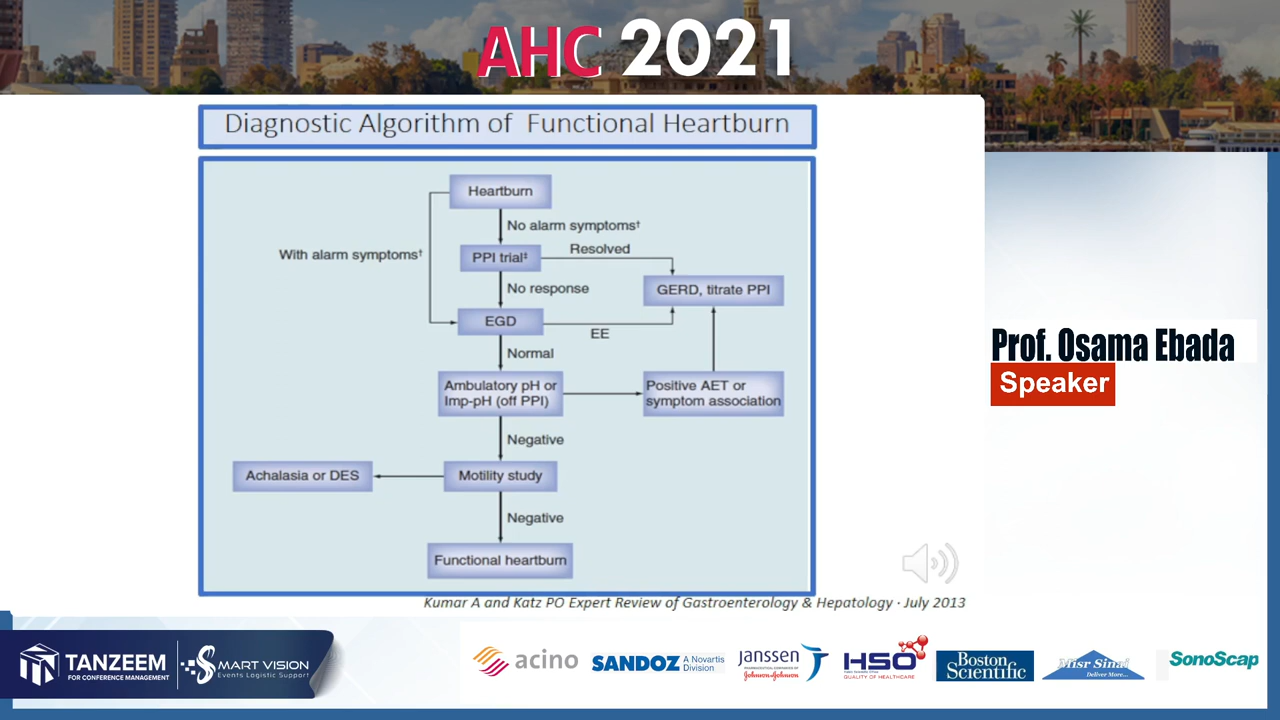 AHC 2021
Diagnostic Algorithm of Functional Heartburn
Heartburn
No alarm symptoms†
With alarm symptoms†
Resolved
PPI trial‡
No response
GERD, titrate PPI
EGD
EE
Normal
Ambulatory pH or
Imp-pH (off PPI)
Positive AET or
symptom association
Negative
Achalasia or DES
Motility study
Negative
Functional heartburn
Kumar A and Katz PO Expert Review of Gastroenterology & Hepatology · July 2013
Prof. Osama Ebada
Speaker
TANZEEM
FOR CONFERENCE MANAGEMENT
SMART VISION
Events Logistic Support
acino
SANDOZ A Novartis
Division
janssen
PHARMACEUTICAL COMPANIES OF
Johnson & Johnson
HSO
QUALITY OF HEALTHCARE
Boston
Scientific
Misr Sinai
Deliver More...
SonoScap